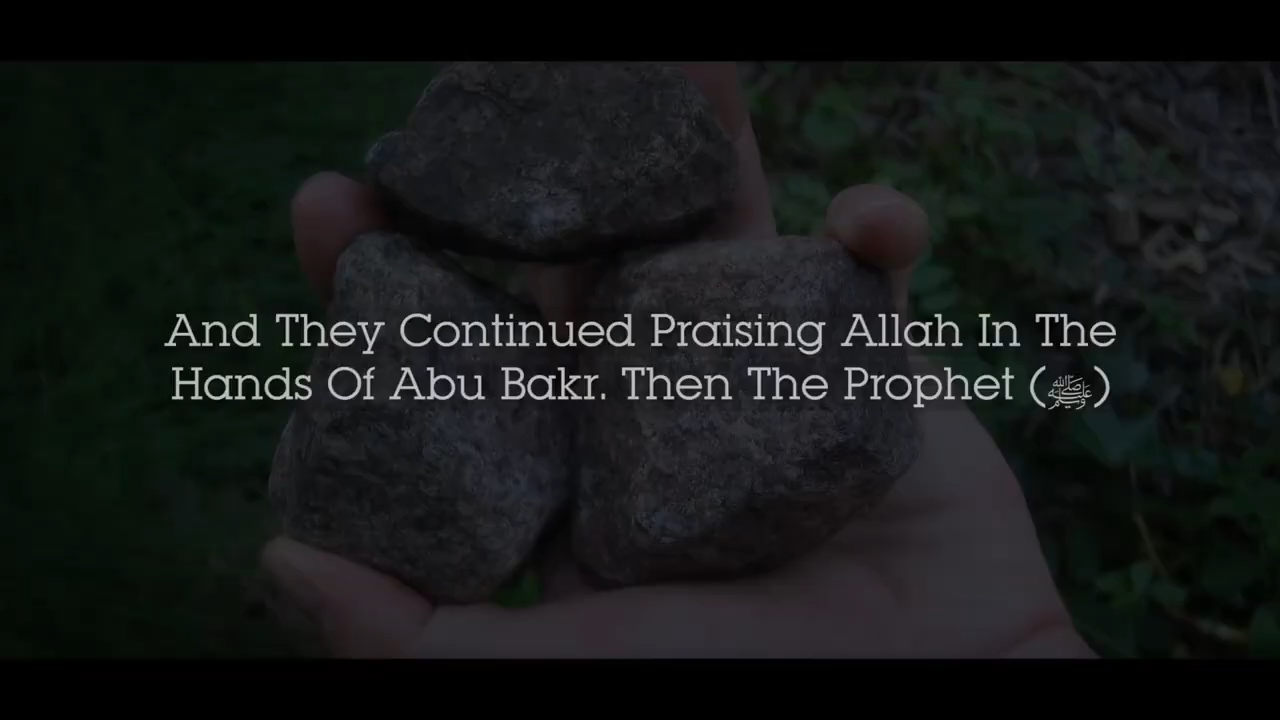 And They Continued Praising Allah In The
Hands Of Abu Bakr. Then The Prophet (ﷺ)